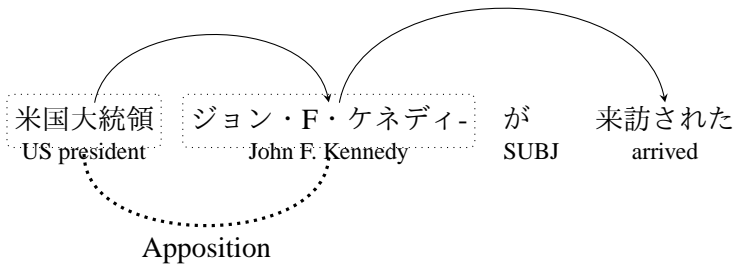 米国大統領 ジョン・F・ケネディ- が 来訪された
US president John F. Kennedy SUBJ arrived
Apposition